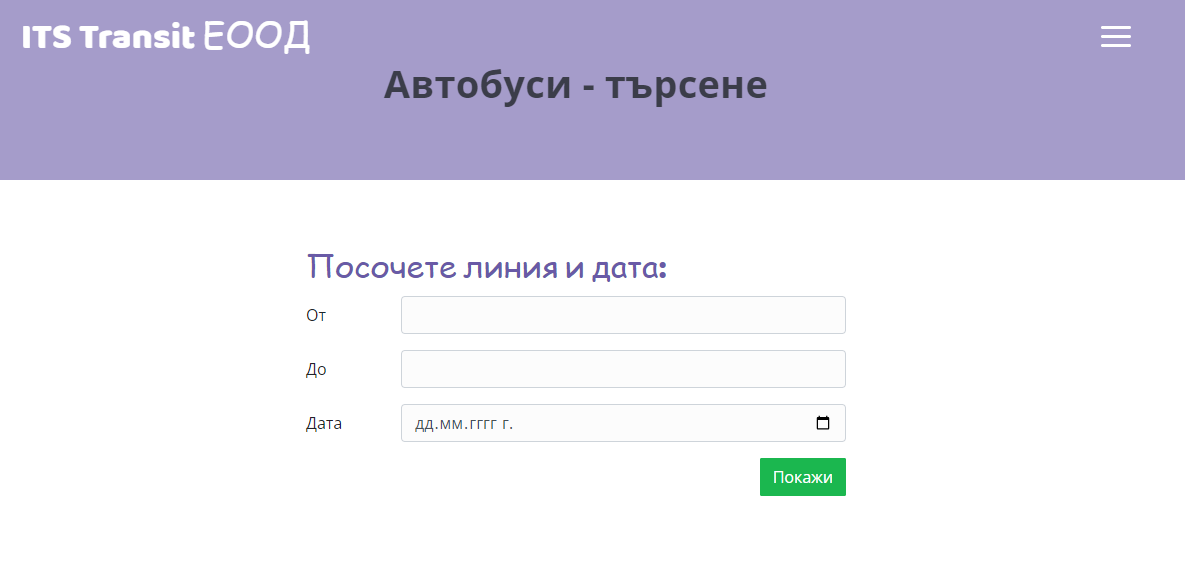 ITS Transit ЕООД
Автобуси - търсене
Посочете линия и дата:
От
До
Дата
дд.мм.гггг г.
Покажи